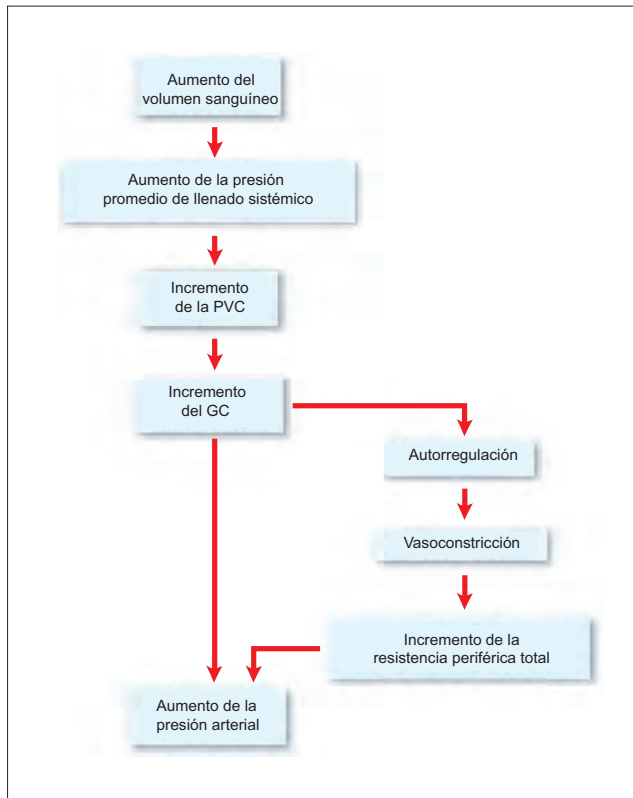 Aumento del
volumen sanguíneo
Aumento de la presión
promedio de llenado sistémico
Incremento
de la PVC
Incremento
del GC
Autorregulación
Vasoconstricción
Incremento de la
resistencia periférica total
Aumento de la
presión arterial